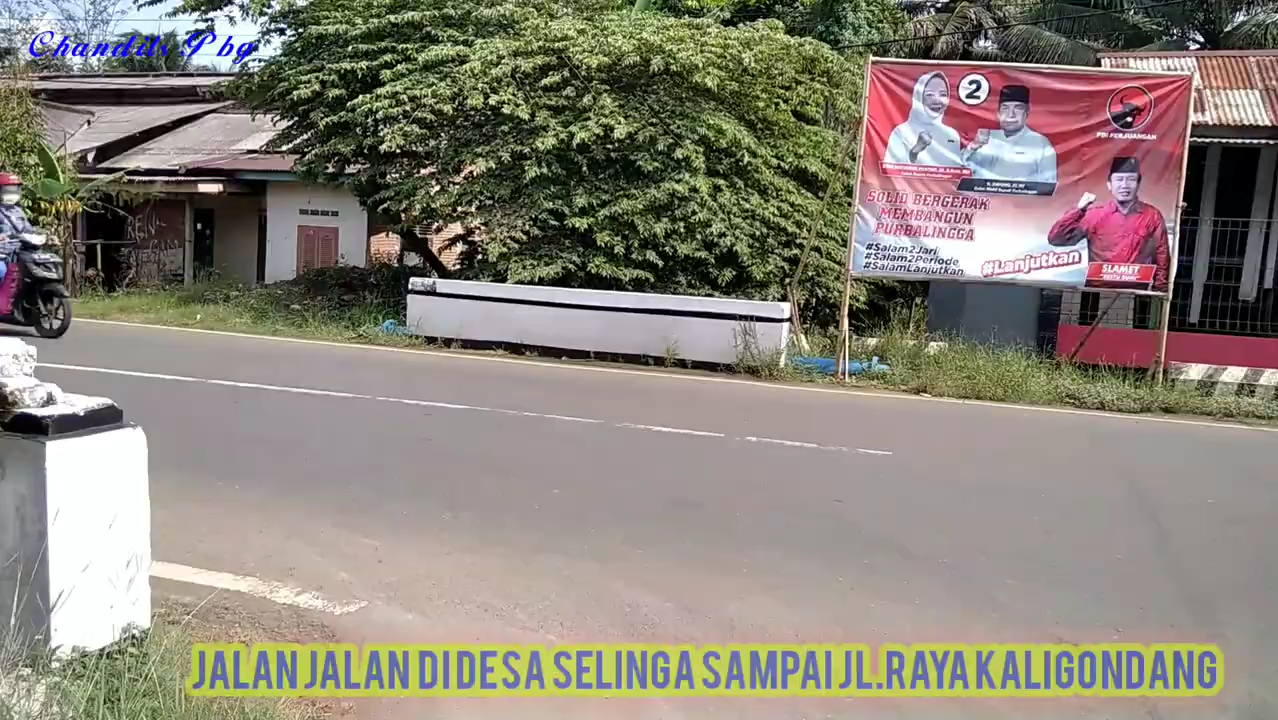 Chandils Pbg
2
PDI PERJUANGAN
SOLID BERGERAK
MEMBANGUN
PURBALINGGA
#Salam2Jari
#Salam2Periode
#SalamLanjutkan
#Lanjutkan
SLAMET
JALAN JALAN DI DESA SELINGA SAMPAI JL.RAYA KALIGONDANG